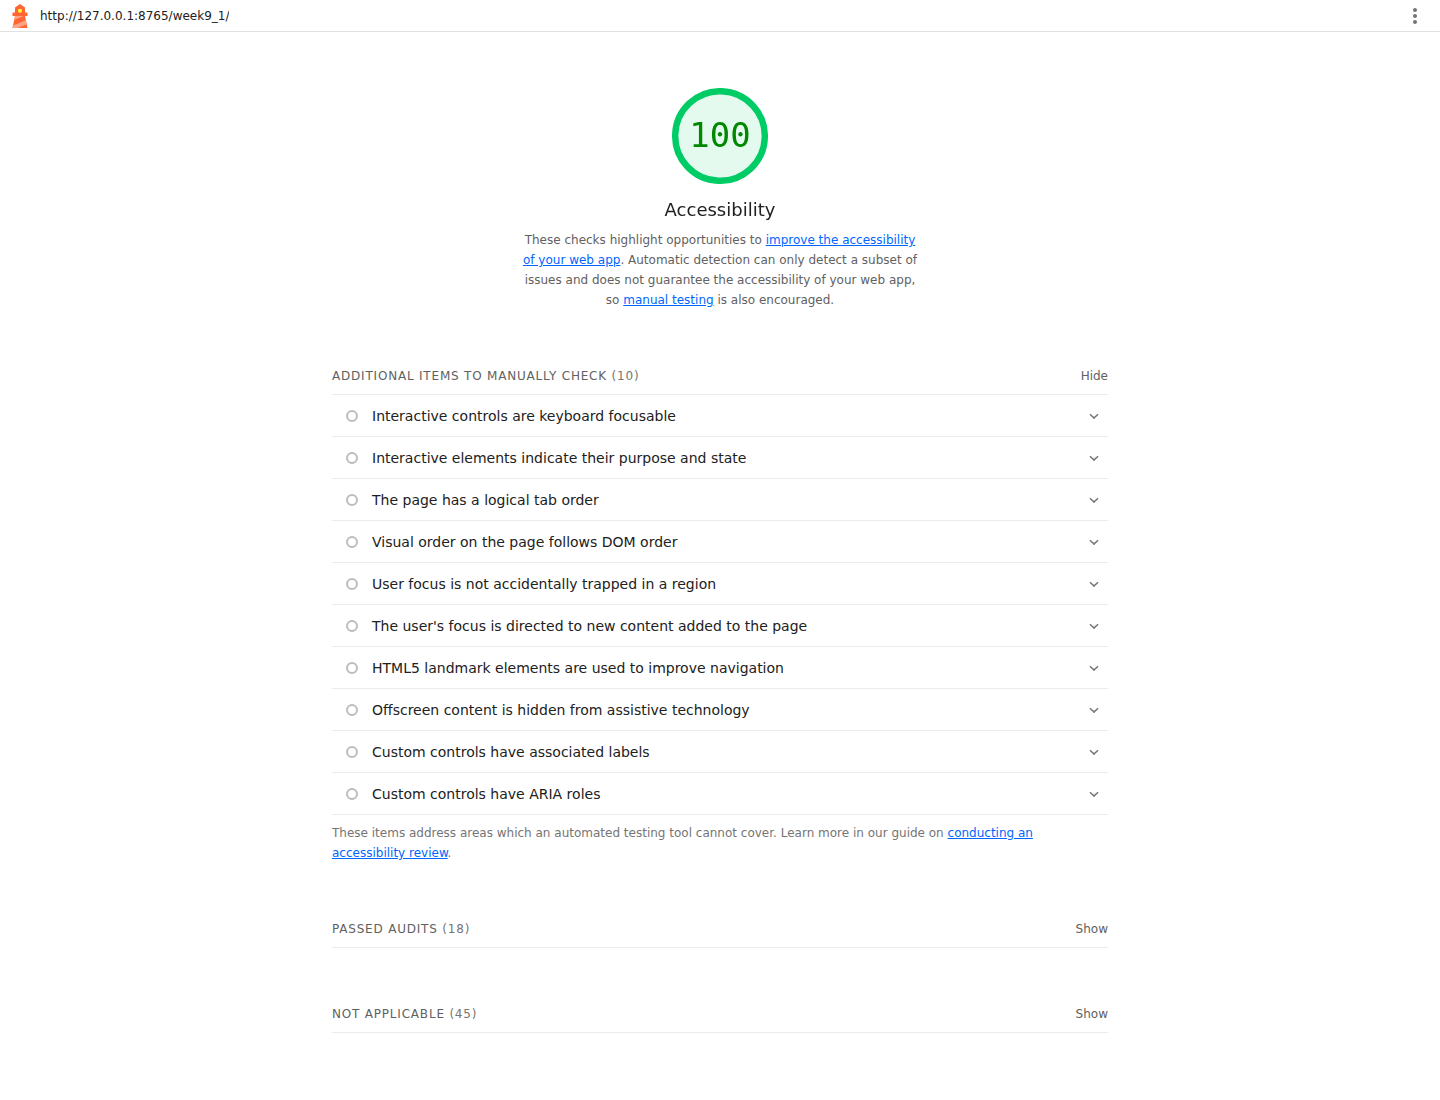 http://127.0.0.1:8765/week9_1/
100
Accessibility
These checks highlight opportunities to improve the accessibility
of your web app. Automatic detection can only detect a subset of
issues and does not guarantee the accessibility of your web app,
so manual testing is also encouraged.
ADDITIONAL ITEMS TO MANUALLY CHECK (10) Hide
Interactive controls are keyboard focusable
Interactive elements indicate their purpose and state
The page has a logical tab order
Visual order on the page follows DOM order
User focus is not accidentally trapped in a region
The user's focus is directed to new content added to the page
HTML5 landmark elements are used to improve navigation
Offscreen content is hidden from assistive technology
Custom controls have associated labels
Custom controls have ARIA roles
These items address areas which an automated testing tool cannot cover. Learn more in our guide on conducting an
accessibility review.
PASSED AUDITS (18) Show
NOT APPLICABLE (45) Show